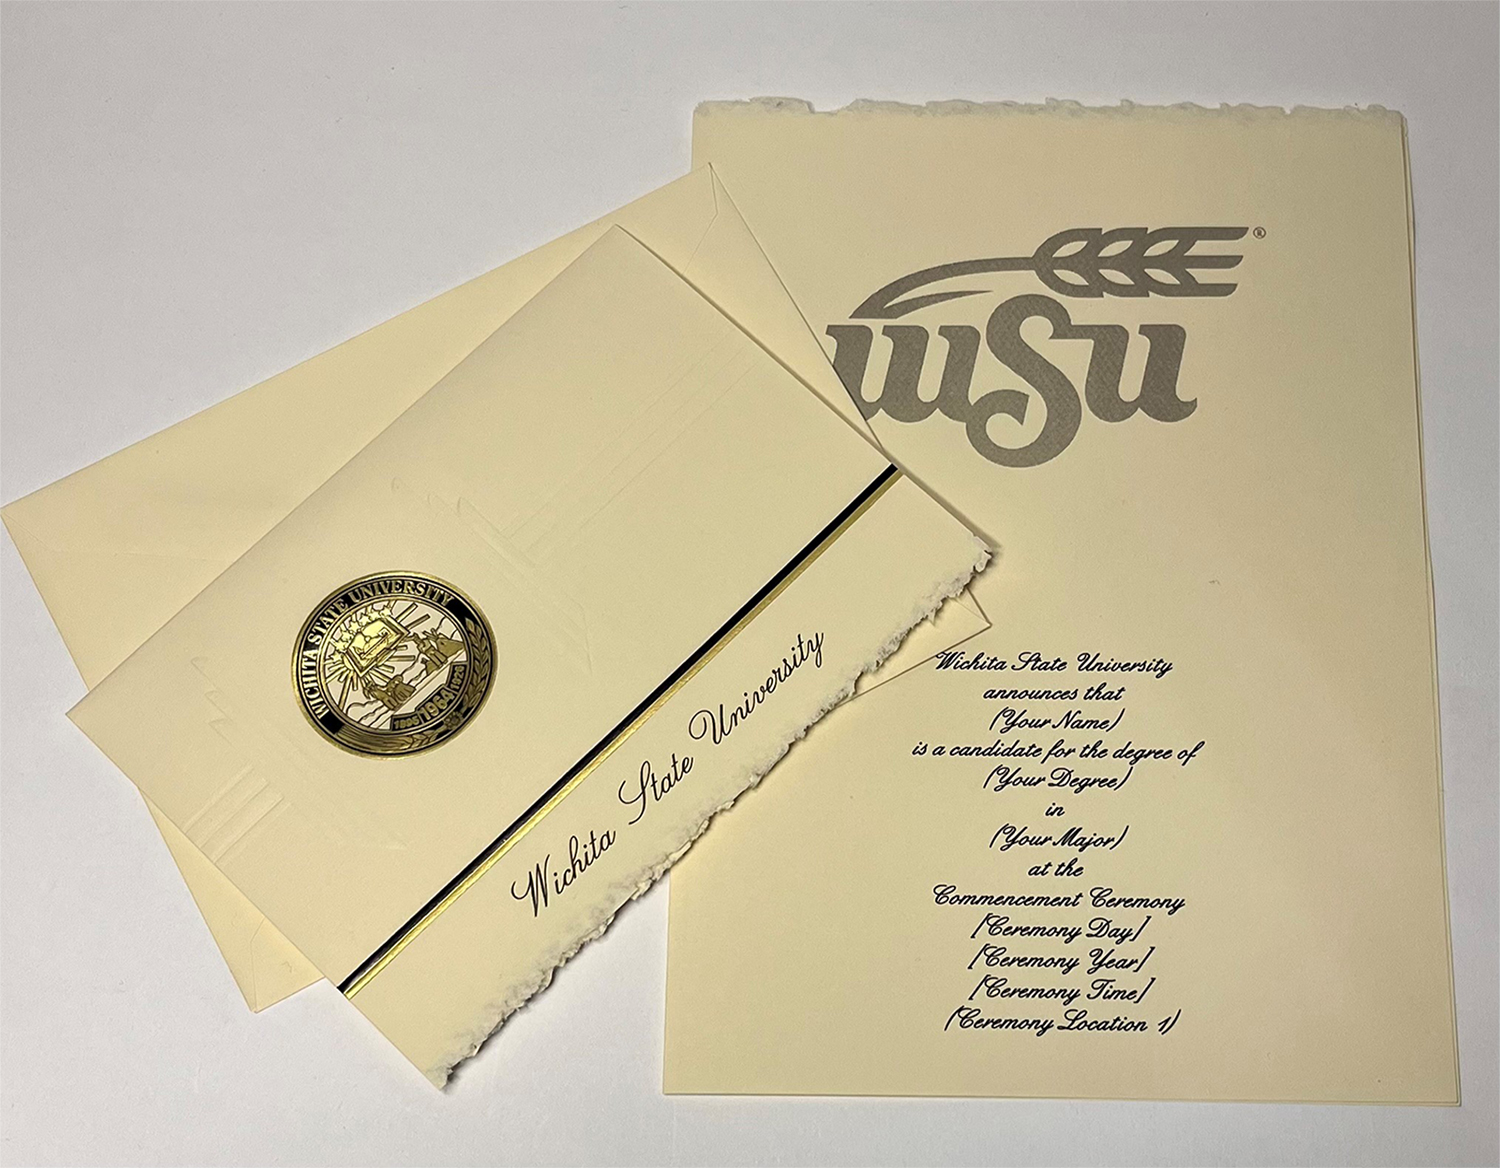 WICHITA STATE UNIVERSITY
1895 1964 1926
Wichita State University
wsu®
Wichita State University
announces that
(Your Name)
is a candidate for the degree of
(Your Degree)
in
(Your Major)
at the
Commencement Ceremony
[Ceremony Day]
[Ceremony Year]
[Ceremony Time]
(Ceremony Location 1)